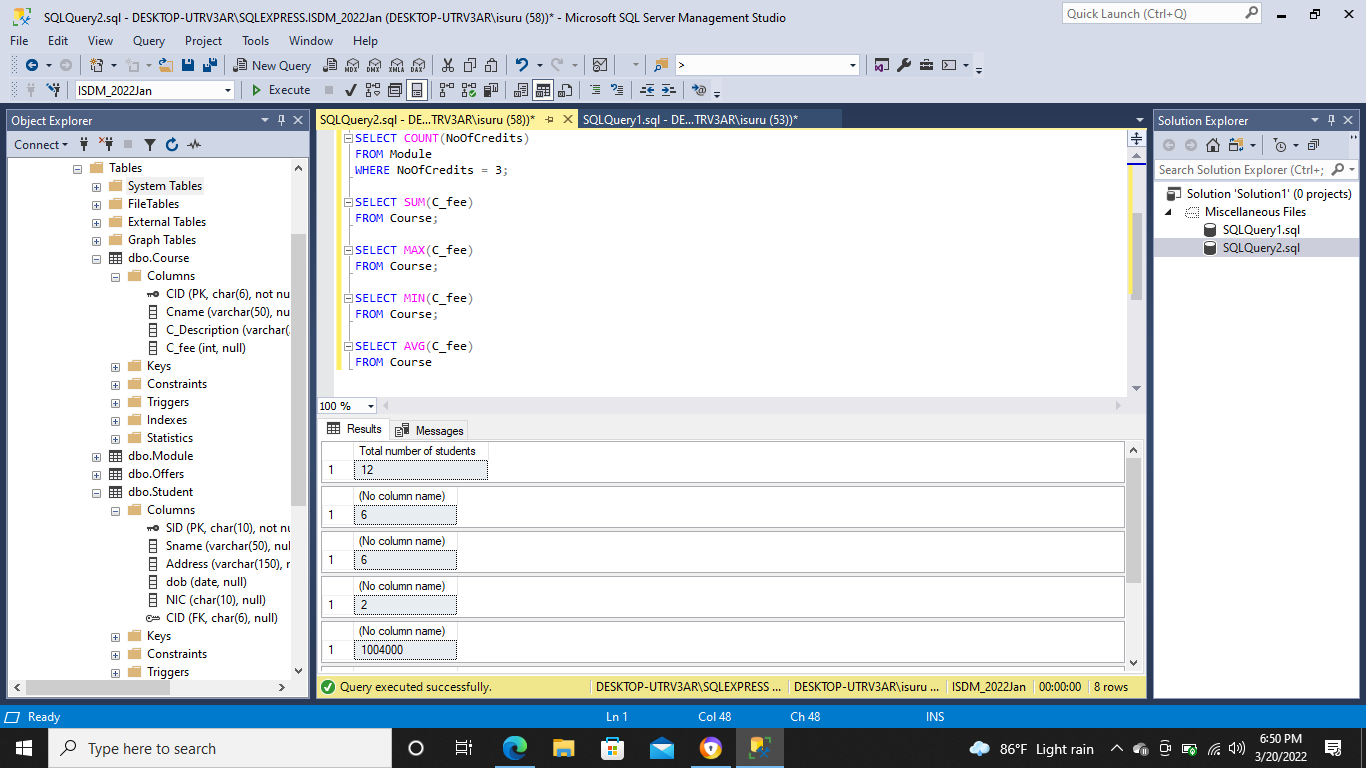 SQLQuery2.sql - DESKTOP-UTRV3AR\SQLEXPRESS.ISDM_2022Jan (DESKTOP-UTRV3AR\isuru (58))* - Microsoft SQL Server Management Studio
Quick Launch (Ctrl+Q)
File Edit View Query Project Tools Window Help
New Query MDX DMX XMLA DAX >
ISDM_2022Jan Execute
Object Explorer
Connect
Tables
System Tables
FileTables
External Tables
Graph Tables
dbo.Course
Columns
CID (PK, char(6), not nu
Cname (varchar(50), nu
C_Description (varchar(
C_fee (int, null)
Keys
Constraints
Triggers
Indexes
Statistics
dbo.Module
dbo.Offers
dbo.Student
Columns
SID (PK, char(10), not nu
Sname (varchar(50), nul
Address (varchar(150), r
dob (date, null)
NIC (char(10), null)
CID (FK, char(6), null)
Keys
Constraints
Triggers
SQLQuery2.sql - DE...TRV3AR\isuru (58))* SQLQuery1.sql - DE...TRV3AR\isuru (53))*
SELECT COUNT(NoOfCredits)
FROM Module
WHERE NoOfCredits = 3;
SELECT SUM(C_fee)
FROM Course;
SELECT MAX(C_fee)
FROM Course;
SELECT MIN(C_fee)
FROM Course;
SELECT AVG(C_fee)
FROM Course
100 %
Results Messages
Total number of students
1 12
(No column name)
1 6
(No column name)
1 6
(No column name)
1 2
(No column name)
1 1004000
Query executed successfully. DESKTOP-UTRV3AR\SQLEXPRESS ... DESKTOP-UTRV3AR\isuru ... ISDM_2022Jan 00:00:00 8 rows
Solution Explorer
Search Solution Explorer (Ctrl+;
Solution 'Solution1' (0 projects)
Miscellaneous Files
SQLQuery1.sql
SQLQuery2.sql
Ready Ln 1 Col 48 Ch 48 INS
Type here to search
86°F Light rain
6:50 PM
3/20/2022